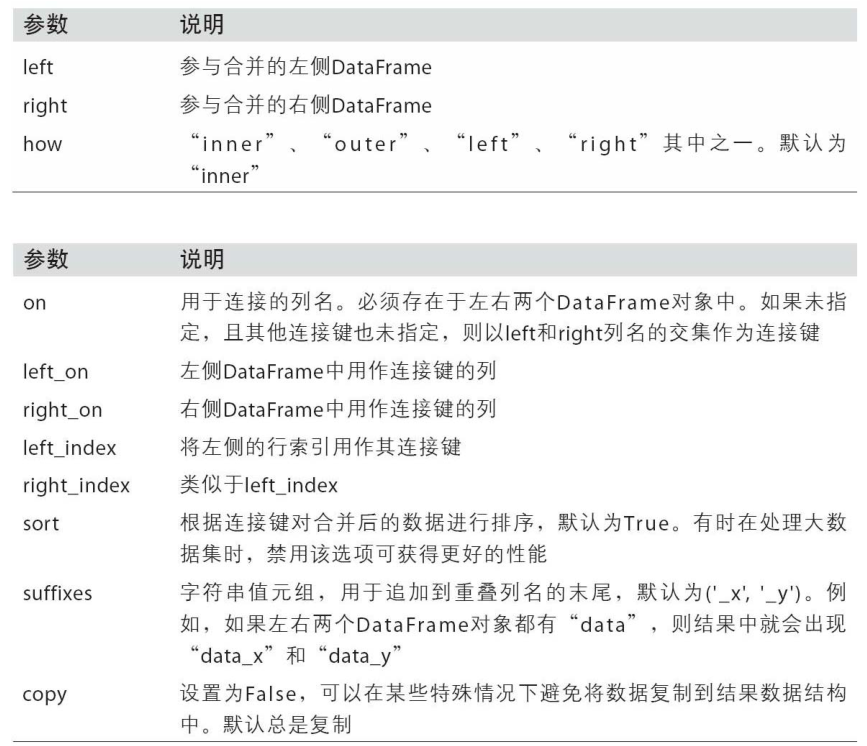 参数 说明
left 参与合并的左侧DataFrame
right 参与合并的右侧DataFrame
how “inner”、“outer”、“left”、“right”其中之一。默认为
“inner”
参数 说明
on 用于连接的列名。必须存在于左右两个DataFrame对象中。如果未指
定，且其他连接键也未指定，则以left和right列名的交集作为连接键
left_on 左侧DataFrame中用作连接键的列
right_on 右侧DataFrame中用作连接键的列
left_index 将左侧的行索引用作其连接键
right_index 类似于left_index
sort 根据连接键对合并后的数据进行排序，默认为True。有时在处理大数
据集时，禁用该选项可获得更好的性能
suffixes 字符串值元组，用于追加到重叠列名的末尾，默认为('_x', '_y')。例
如，如果左右两个DataFrame对象都有“data”，则结果中就会出现
“data_x”和“data_y”
copy 设置为False，可以在某些特殊情况下避免将数据复制到结果数据结构
中。默认总是复制